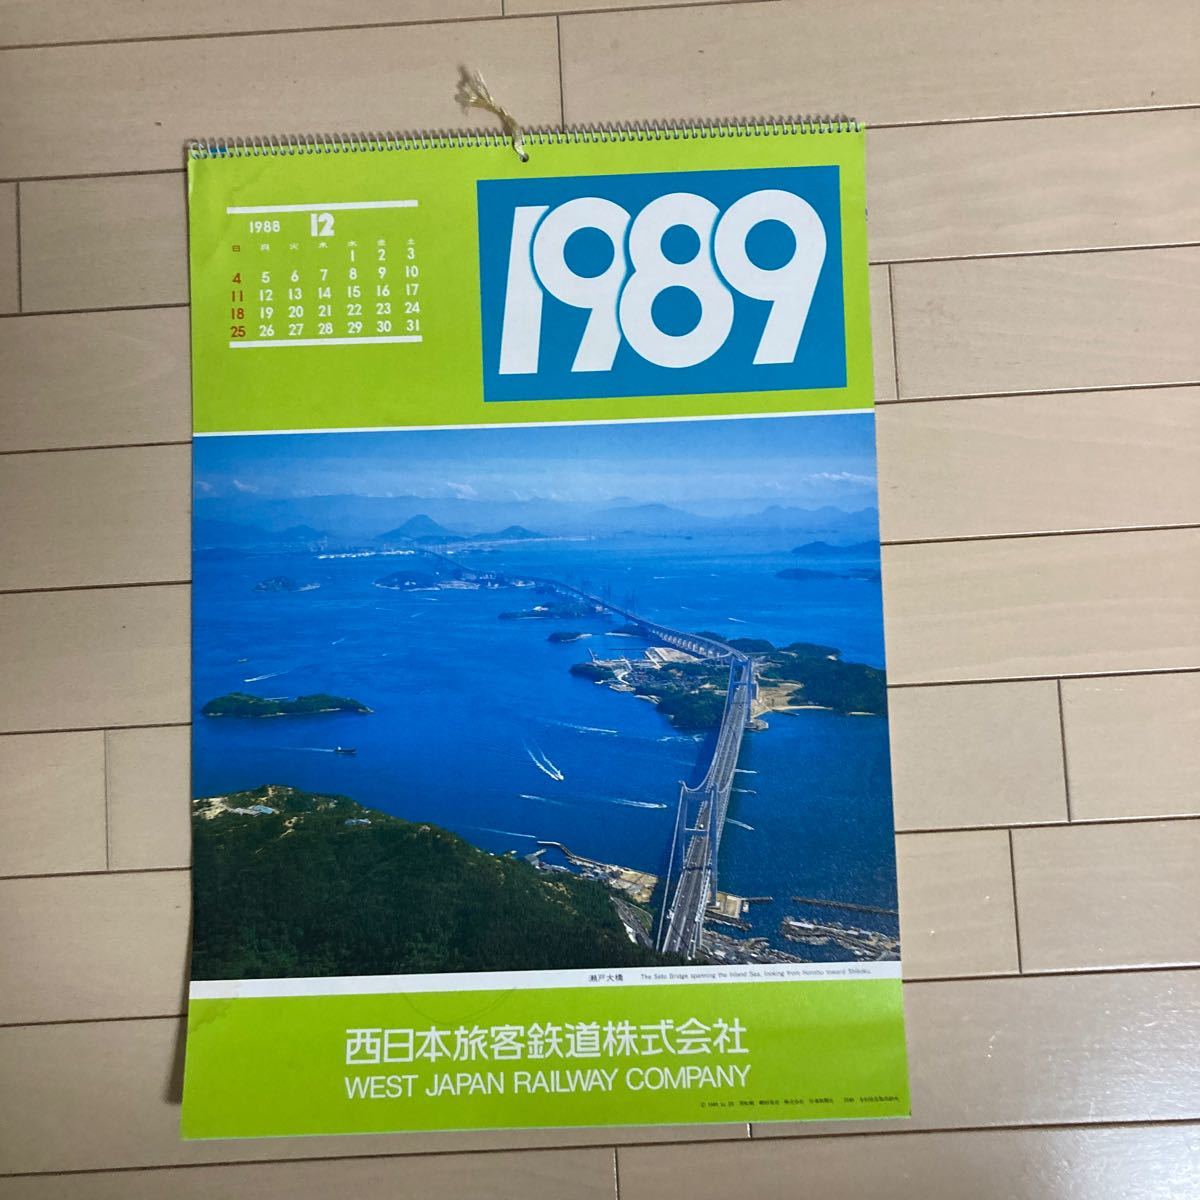 1988 12
日 月 火 水 木 金 土
1 2 3
4 5 6 7 8 9 10
11 12 13 14 15 16 17
18 19 20 21 22 23 24
25 26 27 28 29 30 31
1989
瀬戸大橋 The Seto Bridge spanning the Inland Sea, looking from Honshu toward Shikoku.
西日本旅客鉄道株式会社
WEST JAPAN RAILWAY COMPANY